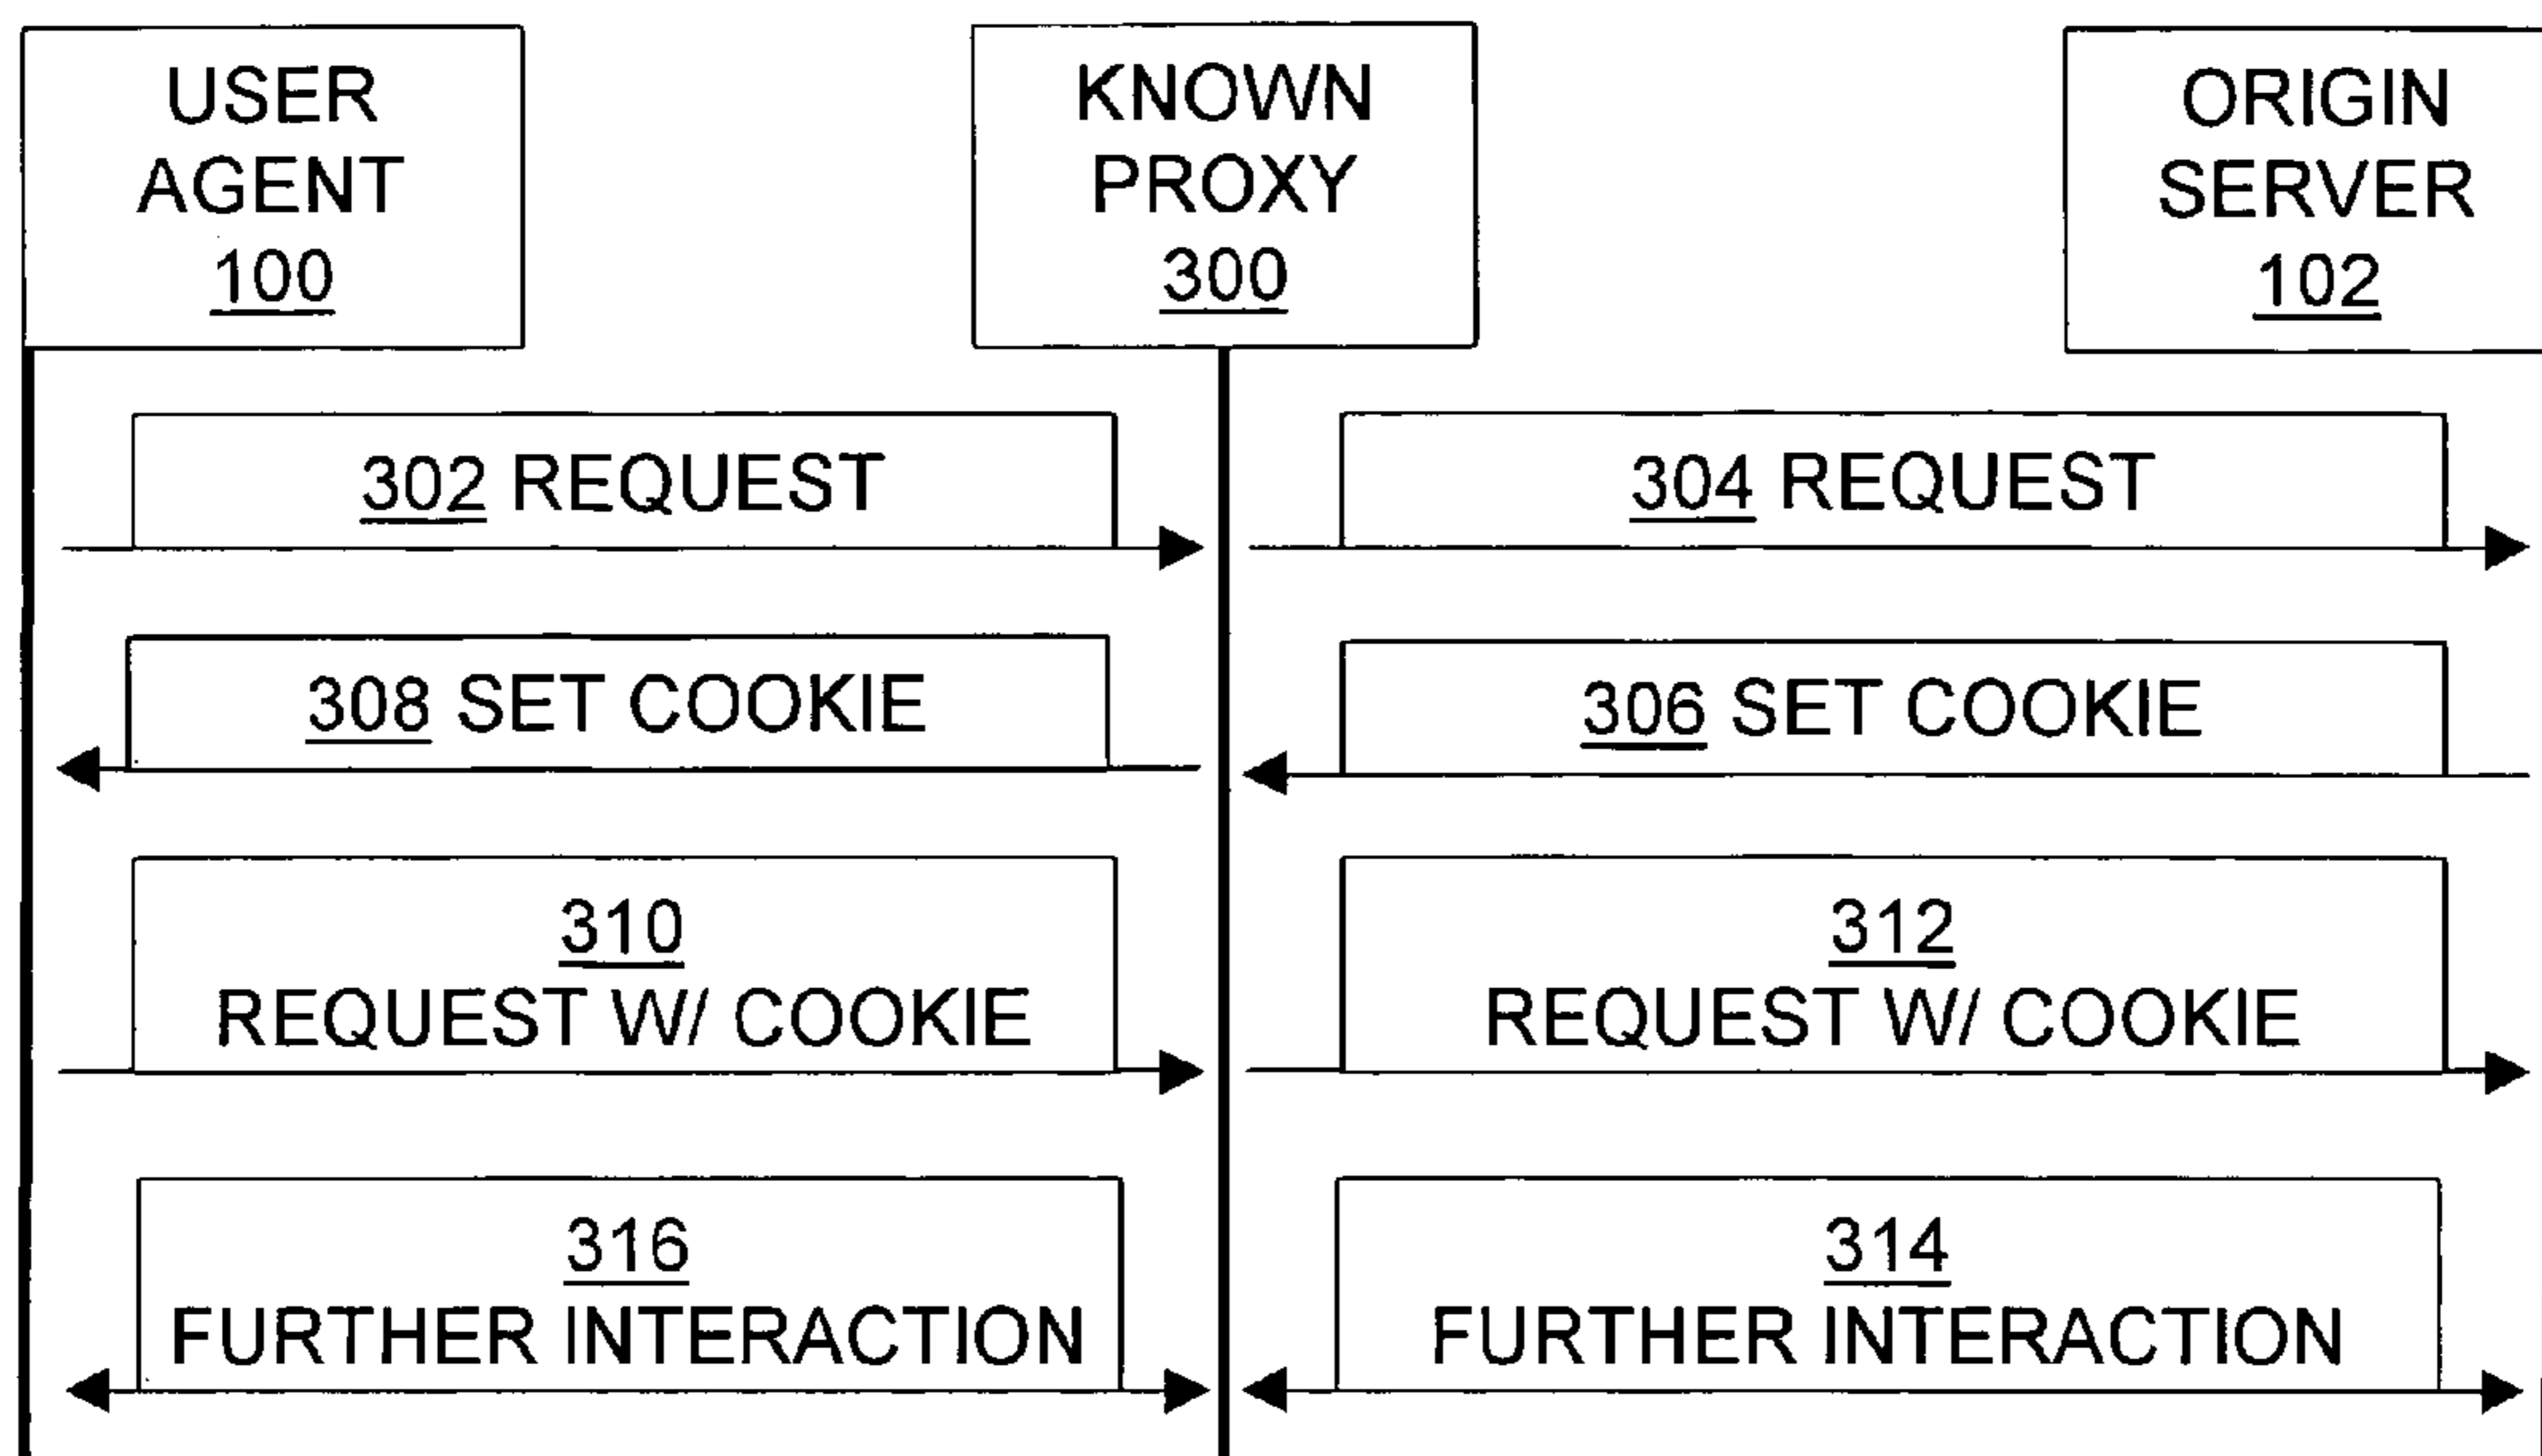 USER
AGENT
100
KNOWN
PROXY
300
ORIGIN
SERVER
102
302 REQUEST
304 REQUEST
308 SET COOKIE
306 SET COOKIE
310
REQUEST W/ COOKIE
312
REQUEST W/ COOKIE
316
FURTHER INTERACTION
314
FURTHER INTERACTION